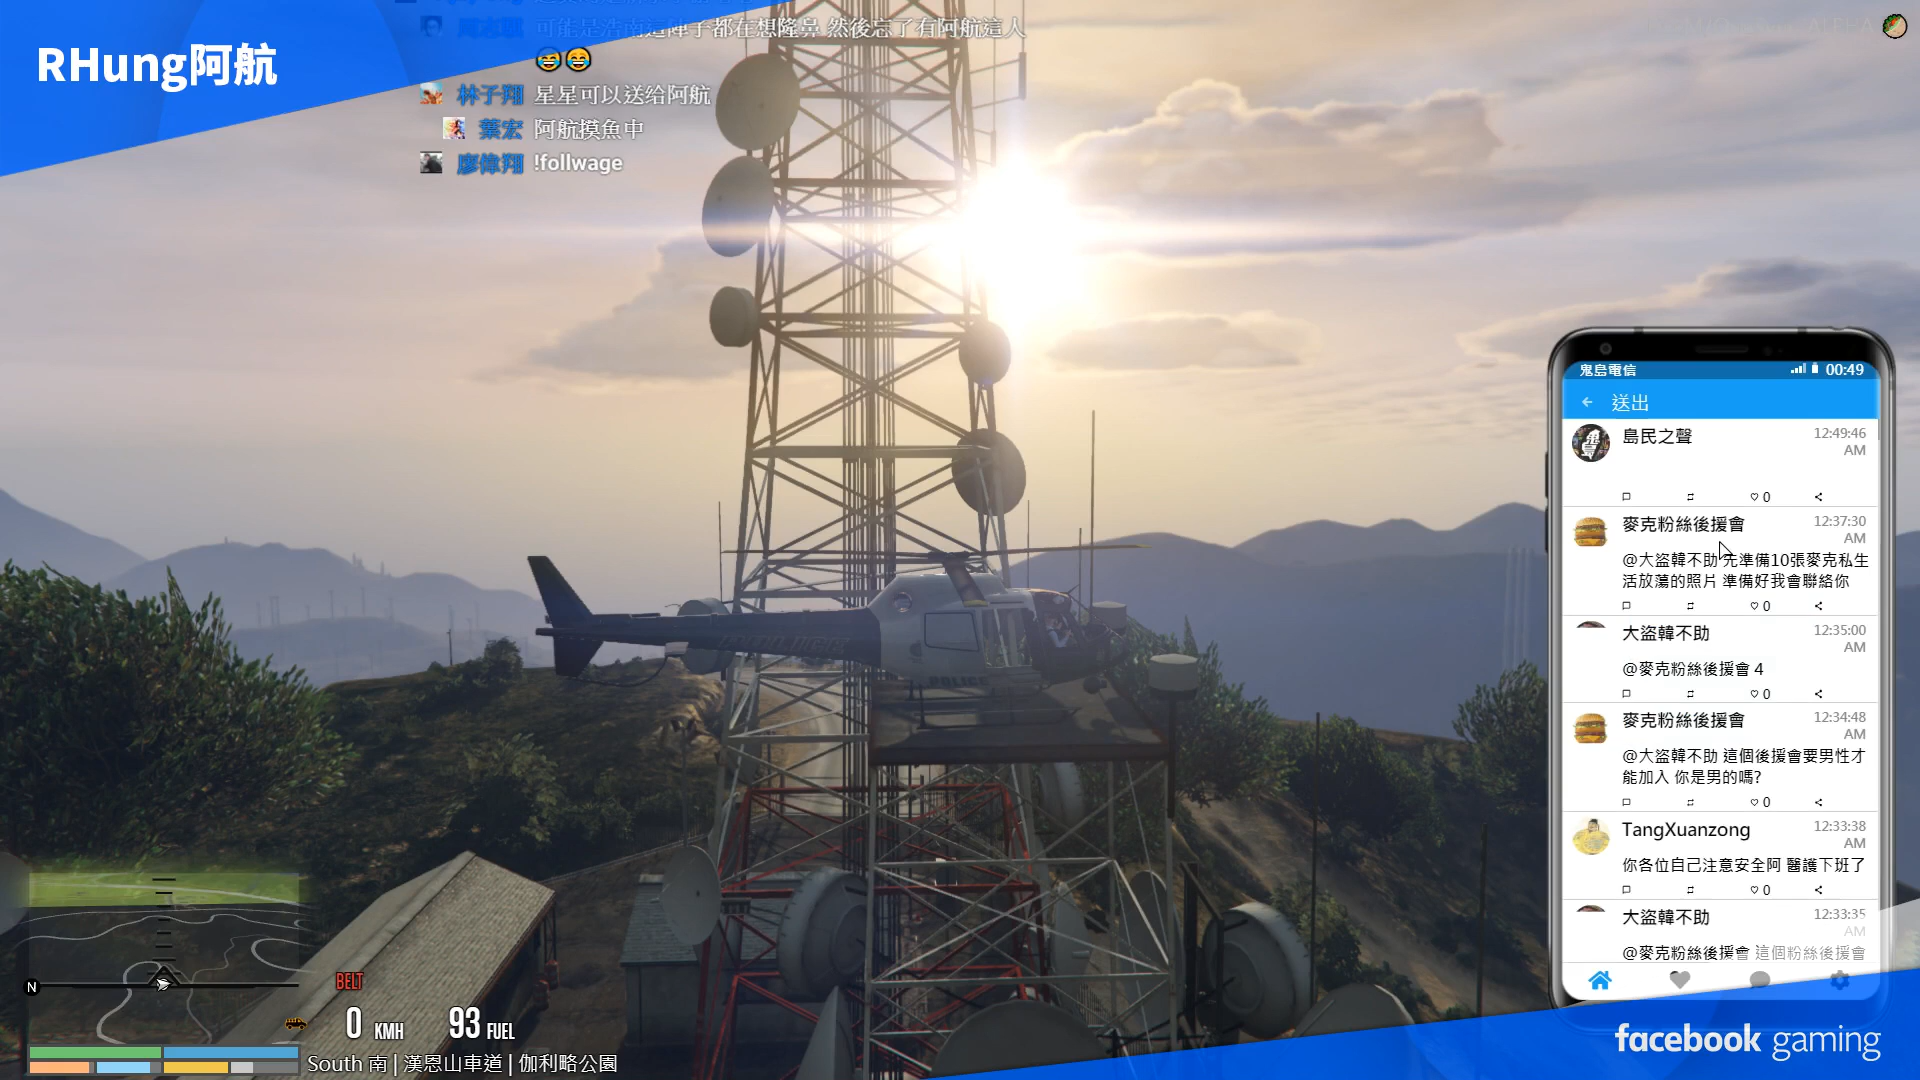 RHung阿航
可能是浩南這陣子都在想隆鼻 然後忘了有阿航這人
林子翔 星星可以送给阿航
葉宏 阿航摸魚中
廖偉翔 !follwage
鬼島電信 00:49
送出
島民之聲 12:49:46 AM
0
麥克粉絲後援會 12:37:30 AM
@大盜韓不助 先準備10張麥克私生
活放蕩的照片 準備好我會聯絡你
0
大盜韓不助 12:35:00 AM
@麥克粉絲後援會 4
0
麥克粉絲後援會 12:34:48 AM
@大盜韓不助 這個後援會要男性才
能加入 你是男的嗎?
0
TangXuanzong 12:33:38 AM
你各位自己注意安全阿 醫護下班了
0
大盜韓不助 12:33:35 AM
@麥克粉絲後援會 這個粉絲後援會
POLICE
N
BELT
0 KMH 93 FUEL
South 南 | 漢恩山車道 | 伽利略公園
facebook gaming